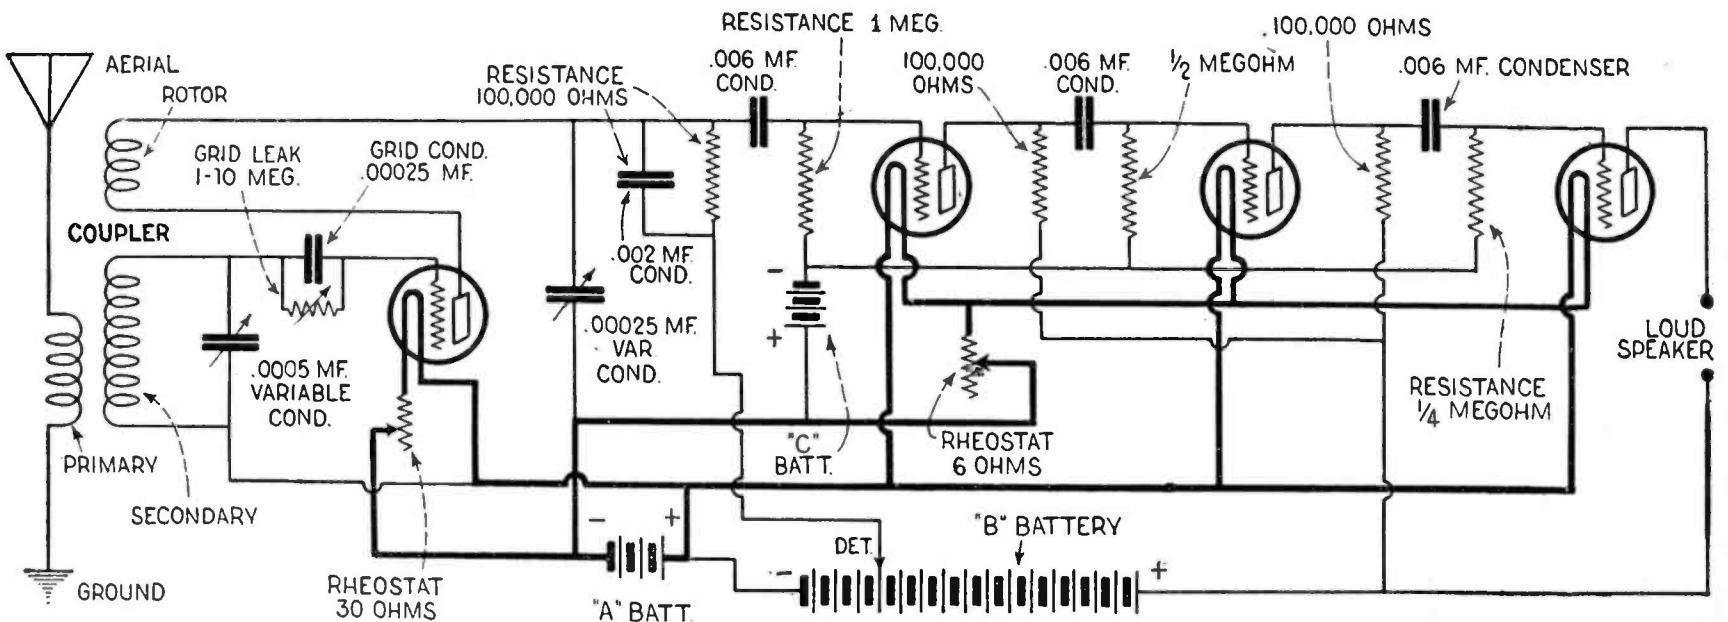 RESISTANCE 1 MEG.
.100,000 OHMS
AERIAL
ROTOR
RESISTANCE
100,000 OHMS
.006 MF.
COND.
100,000
OHMS
.006 MF.
COND.
1/2 MEGOHM
.006 MF. CONDENSER
GRID LEAK
1-10 MEG.
GRID COND.
.00025 MF.
COUPLER
.002 MF.
COND.
-
+
.00025 MF.
VAR.
COND.
.0005 MF.
VARIABLE
COND.
LOUD
SPEAKER
RESISTANCE
1/4 MEGOHM
"C"
BATT.
RHEOSTAT
6 OHMS
PRIMARY
SECONDARY
- +
"B" BATTERY
DET.
- +
GROUND
RHEOSTAT
30 OHMS
"A" BATT.